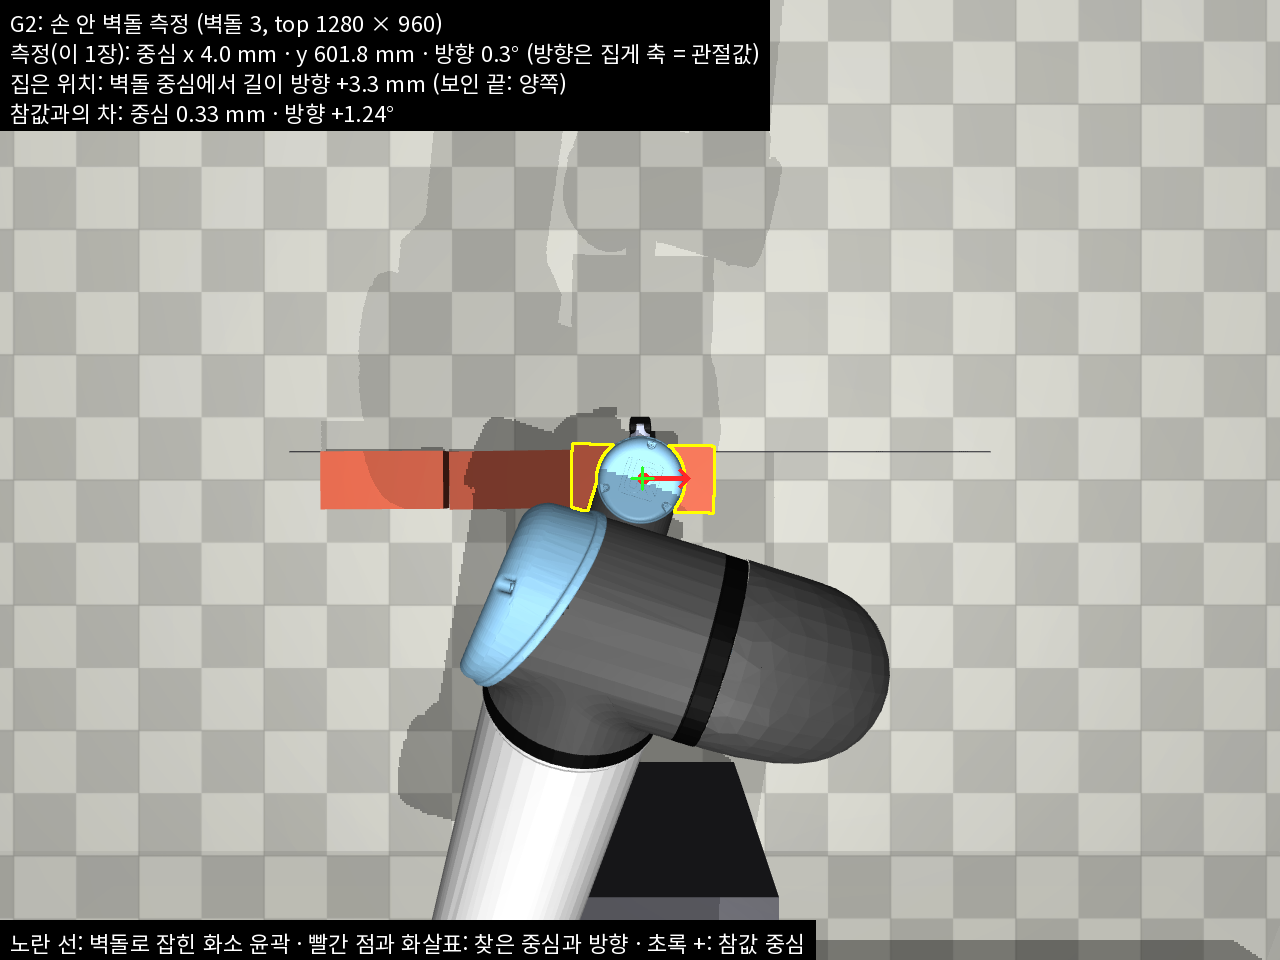 G2: 손 안 벽돌 측정 (벽돌 3, top 1280 × 960)
측정(이 1장): 중심 x 4.0 mm · y 601.8 mm · 방향 0.3° (방향은 집게 축 = 관절값)
집은 위치: 벽돌 중심에서 길이 방향 +3.3 mm (보인 끝: 양쪽)
참값과의 차: 중심 0.33 mm · 방향 +1.24°
노란 선: 벽돌로 잡힌 화소 윤곽 · 빨간 점과 화살표: 찾은 중심과 방향 · 초록 +: 참값 중심